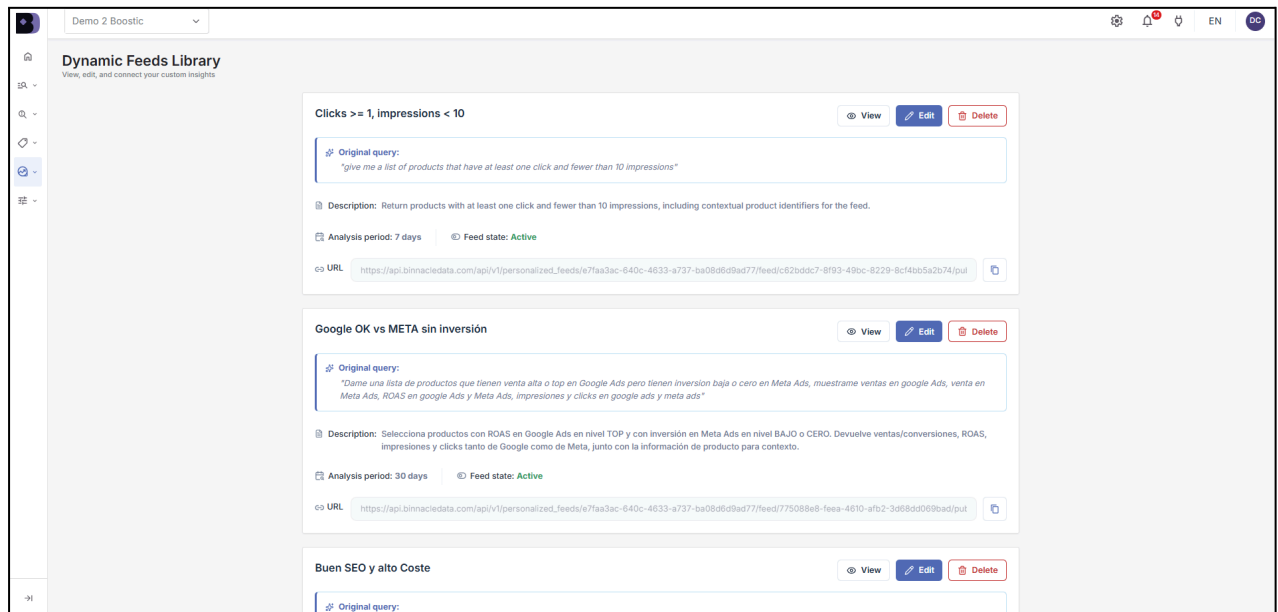 Demo 2 Boostic
EN
DC
Dynamic Feeds Library
View, edit, and connect your custom insights
Clicks >= 1, impressions < 10
View
Edit
Delete
Original query:
"give me a list of products that have at least one click and fewer than 10 impressions"
Description: Return products with at least one click and fewer than 10 impressions, including contextual product identifiers for the feed.
Analysis period: 7 days
Feed state: Active
URL
https://api.binnacledata.com/api/v1/personalized_feeds/e7faa3ac-640c-4633-a737-ba08d6d9ad77/feed/c62bddc7-8f93-49bc-8229-8cf4bb5a2b74/pul
Google OK vs META sin inversión
View
Edit
Delete
Original query:
"Dame una lista de productos que tienen venta alta o top en Google Ads pero tienen inversion baja o cero en Meta Ads, muestrame ventas en google Ads, venta en
Meta Ads, ROAS en google Ads y Meta Ads, impresiones y clicks en google ads y meta ads"
Description: Selecciona productos con ROAS en Google Ads en nivel TOP y con inversión en Meta Ads en nivel BAJO o CERO. Devuelve ventas/conversiones, ROAS,
impresiones y clicks tanto de Google como de Meta, junto con la información de producto para contexto.
Analysis period: 30 days
Feed state: Active
URL
https://api.binnacledata.com/api/v1/personalized_feeds/e7faa3ac-640c-4633-a737-ba08d6d9ad77/feed/775088e8-feea-4610-afb2-3d68dd069bad/put
Buen SEO y alto Coste
View
Edit
Delete
Original query: